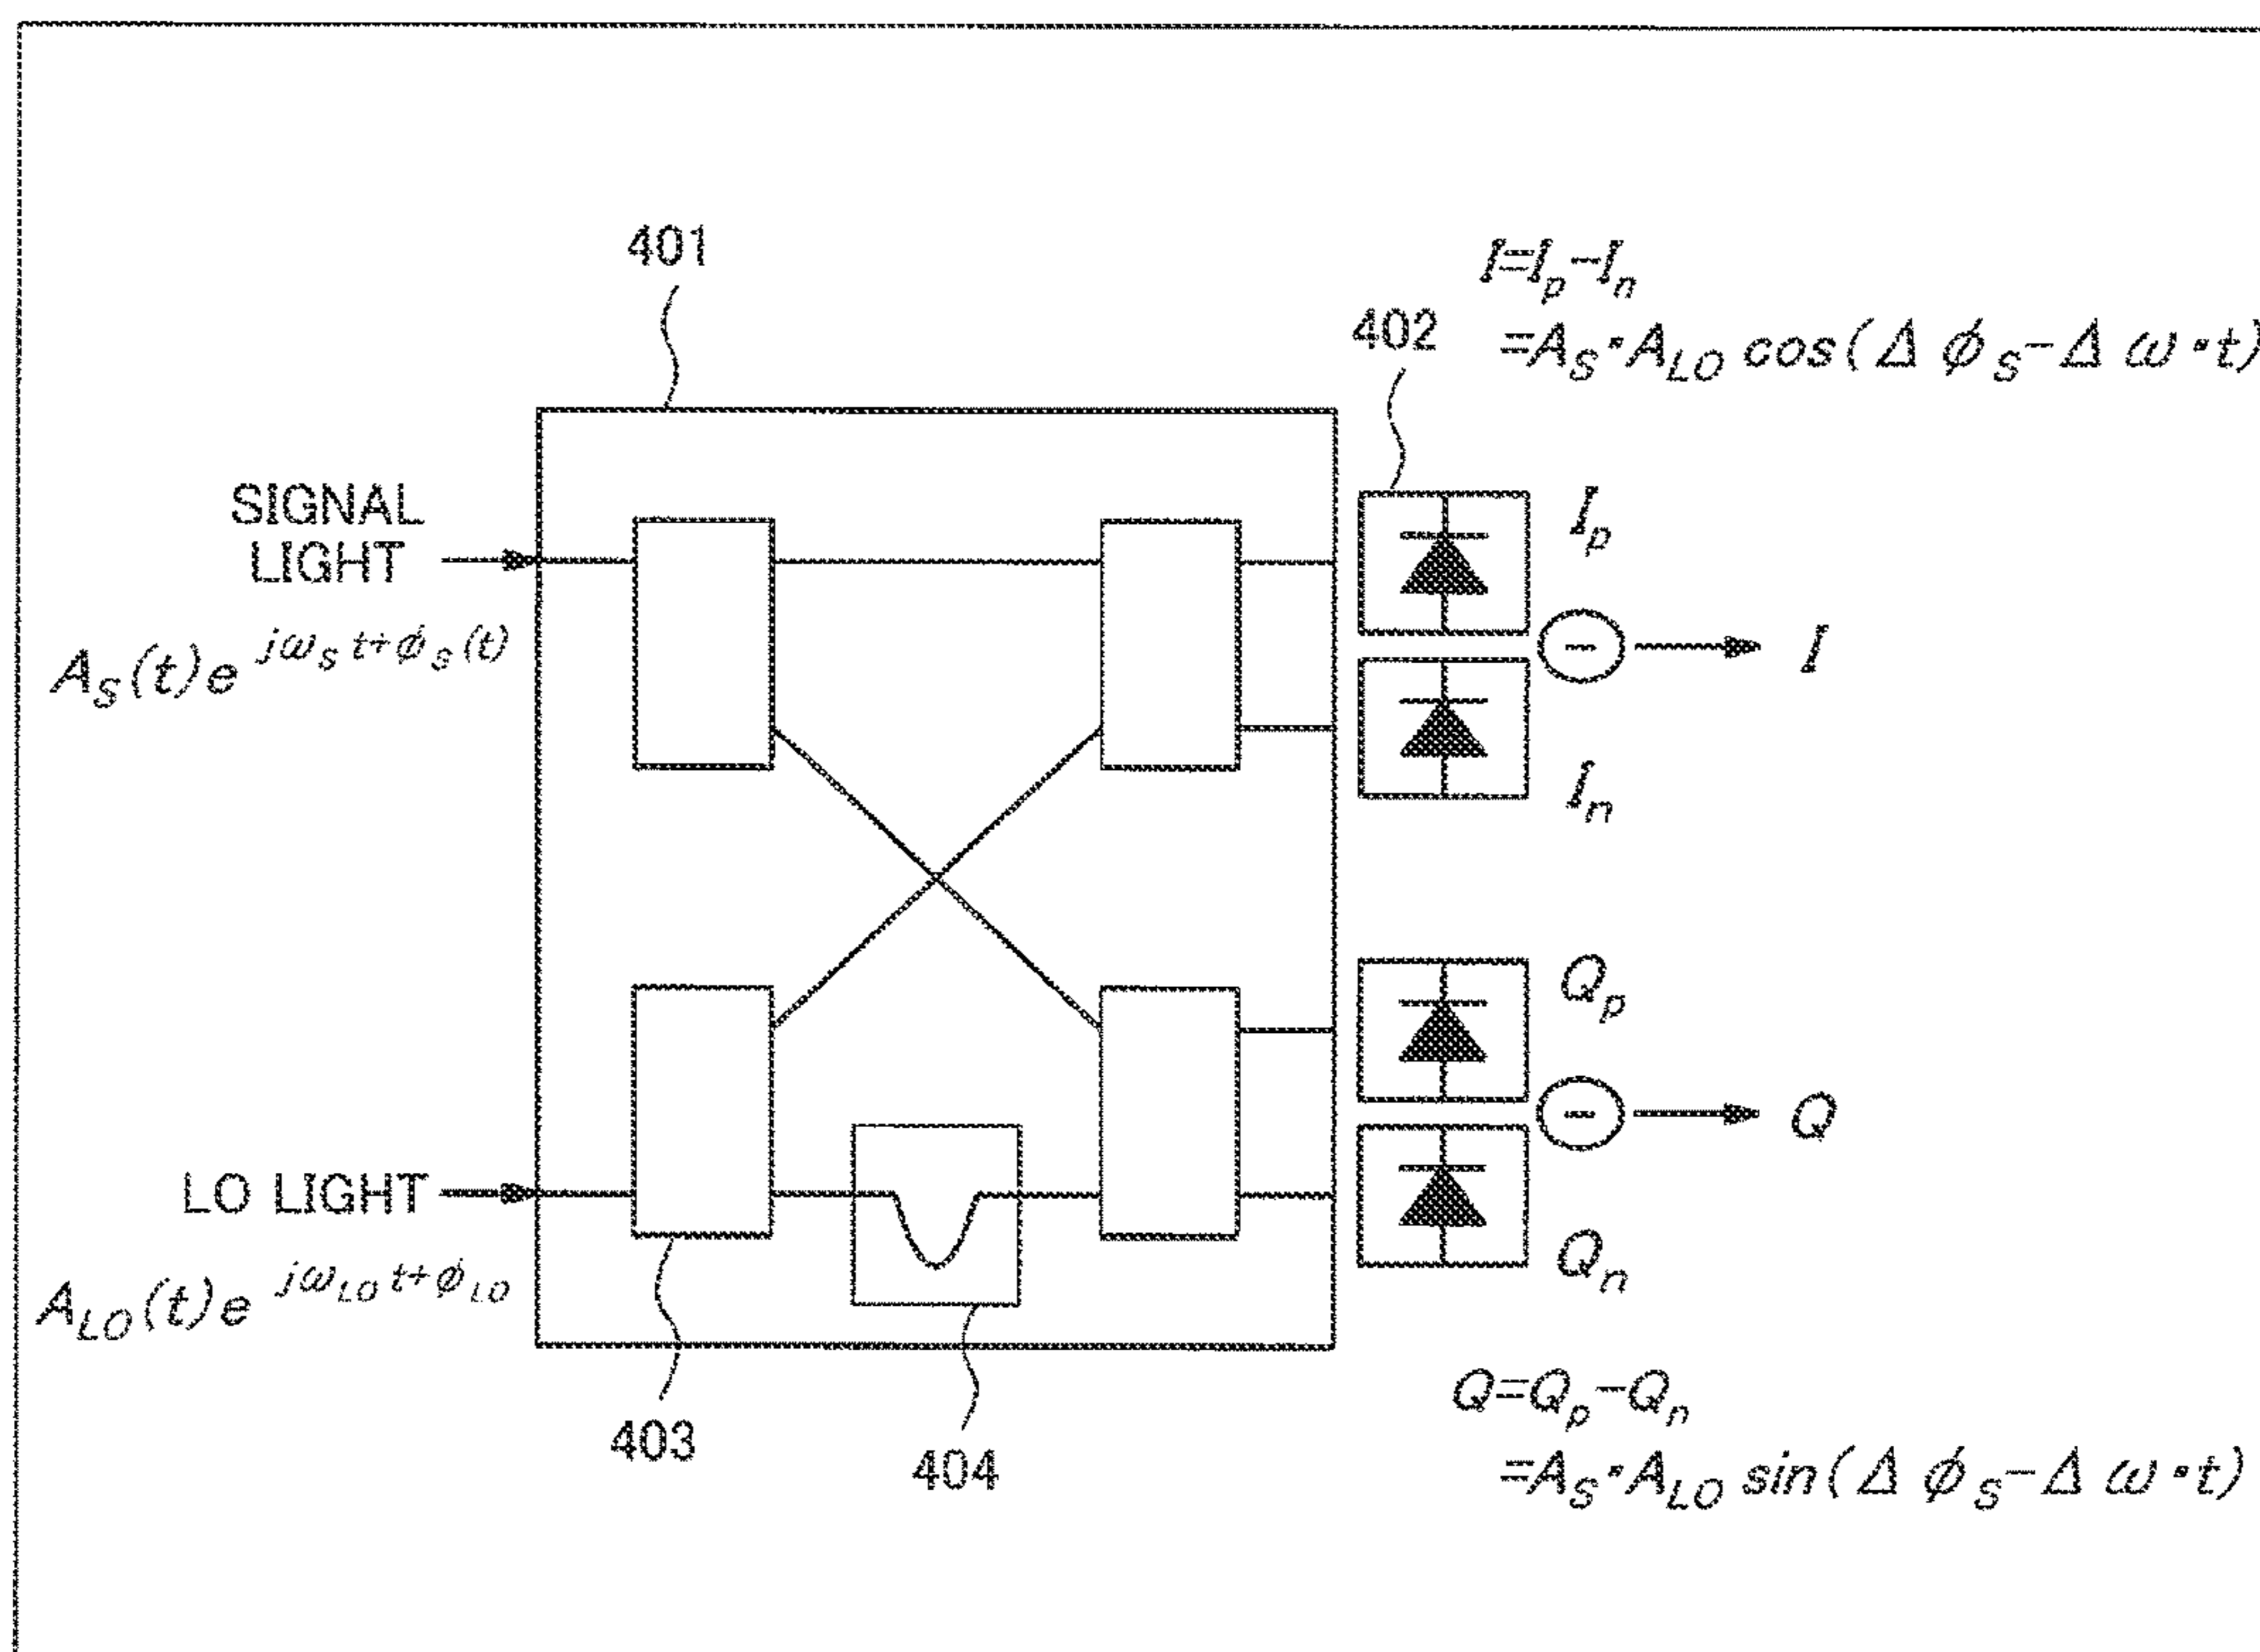 401
I=Ip−In
402
=AS・ALO cos(Δ ϕS−Δ ω・t)
SIGNAL
LIGHT
AS(t)e jωS t+ϕS(t)
Ip
I
In
Qp
Q
LO LIGHT
Qn
ALO(t)e jωLO t+ϕLO
Q=Qp−Qn
403
404
=AS・ALO sin(Δ ϕS−Δ ω・t)